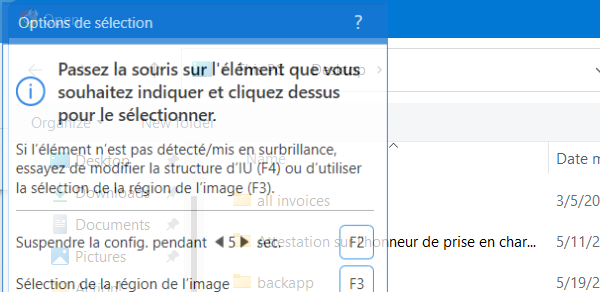 Open
Options de sélection ?
Passez la souris sur l'élément que vous
souhaitez indiquer et cliquez dessus
pour le sélectionner.
Desktop
Organize
New folder
Si l'élément n'est pas détecté/mis en surbrillance,
essayez de modifier la structure d'IU (F4) ou d'utiliser
la sélection de la région de l'image (F3).
Desktop
Downloads
Documents
Pictures
Name
Date m
all invoices
3/5/20
Attestation sur honneur de prise en char...
5/11/2
backapp
5/19/2
Suspendre la config. pendant 5 sec. F2
Sélection de la région de l'image F3